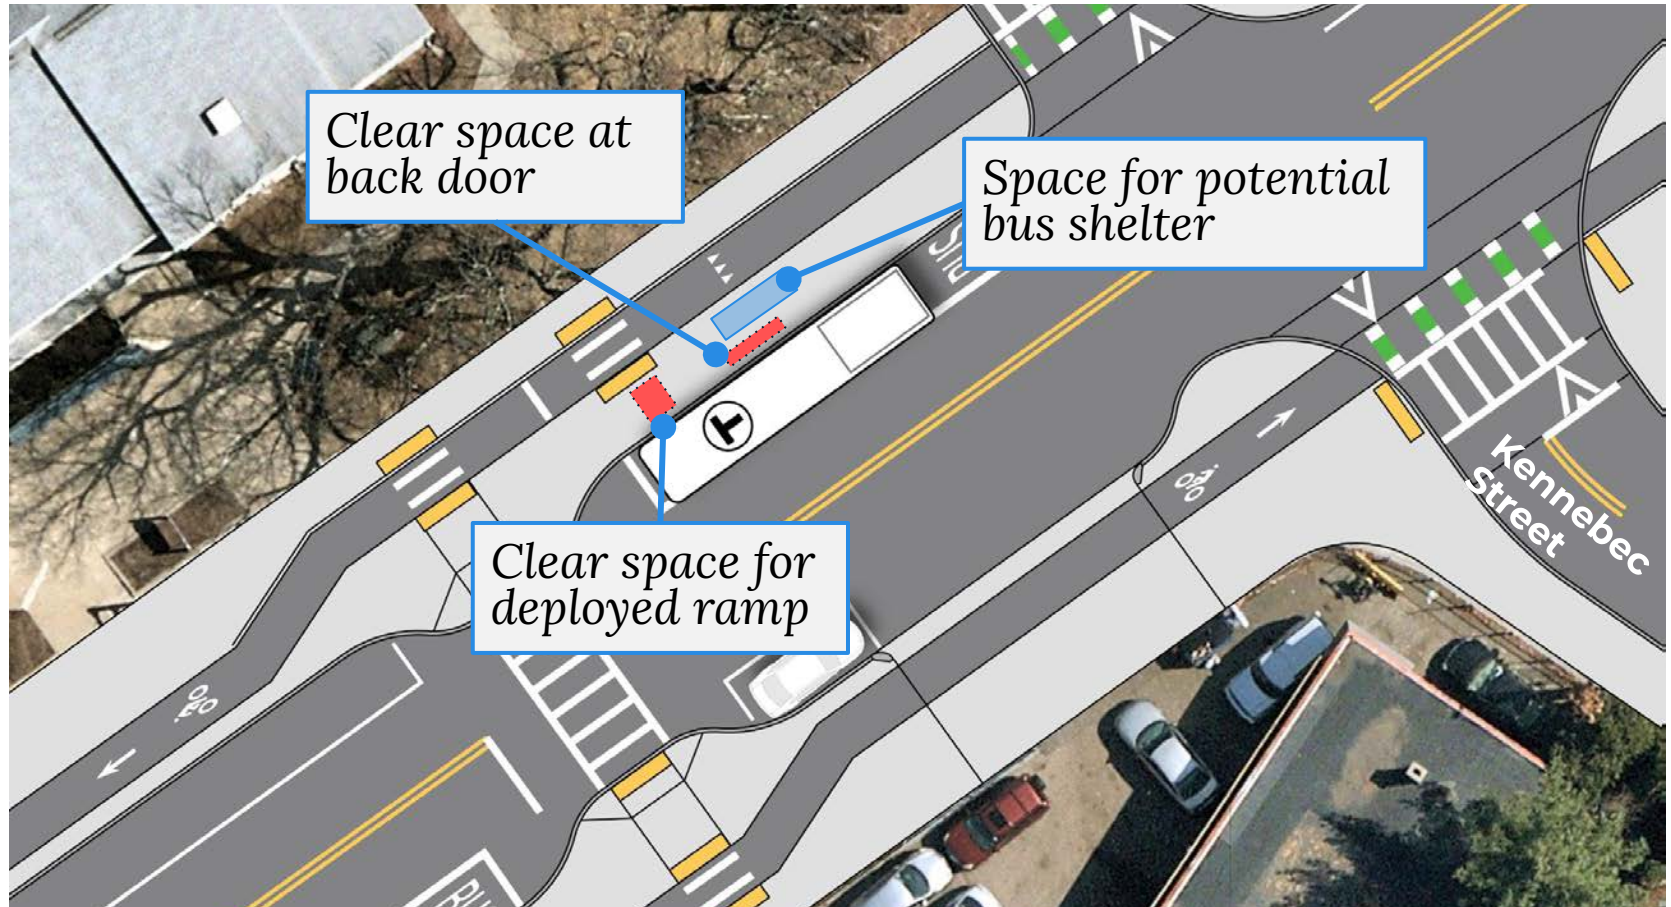 Clear space at
back door
Space for potential
bus shelter
Clear space for
deployed ramp
Kennebec
Street
T